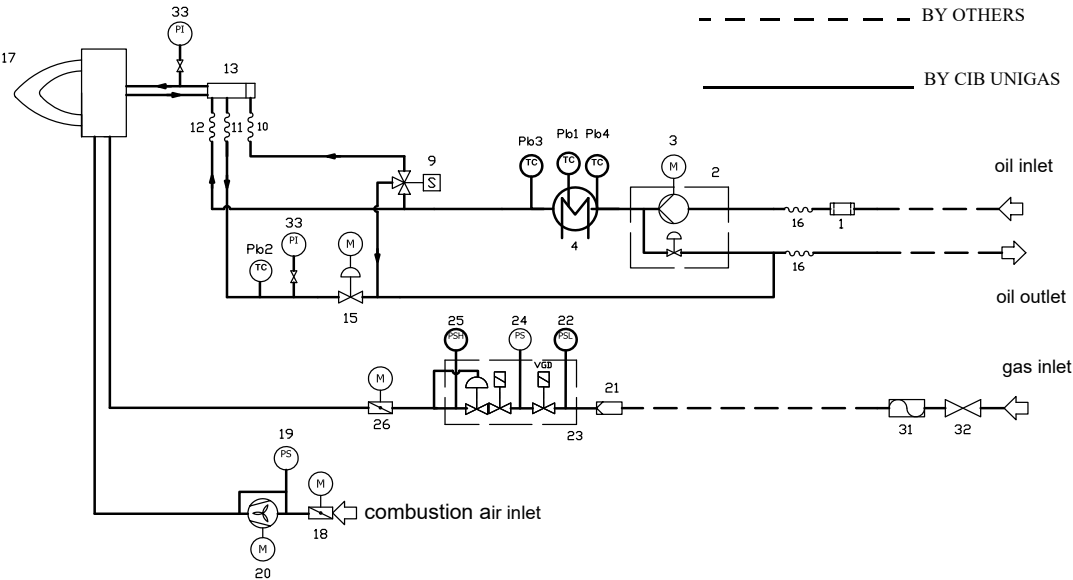 33
BY OTHERS
PI
17
13
BY CIB UNIGAS
12
11
10
Pb3
Pb1
Pb4
3
TC
TC
TC
M
9
2
oil inlet
S
33
4
16
1
PI
M
Pb2
TC
16
15
oil outlet
25
24
22
PSH
PS
PSL
VGD
gas inlet
M
21
26
23
31
32
19
PS
M
combustion air inlet
18
M
20